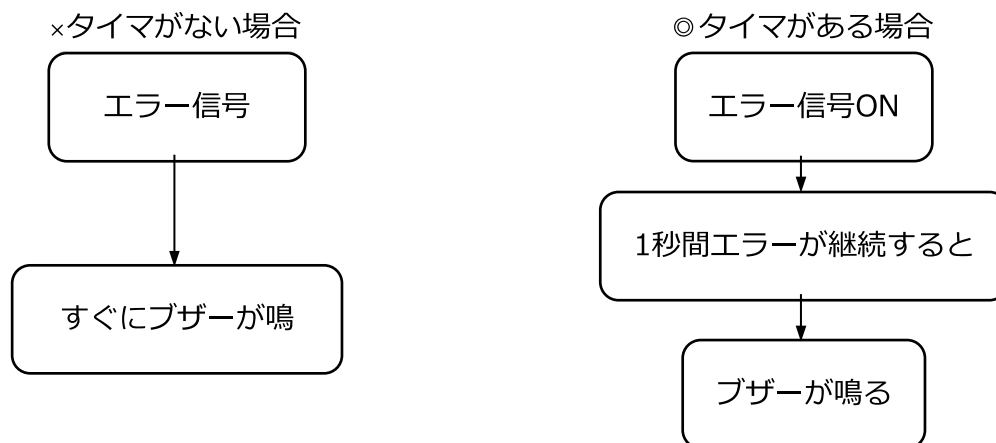 ×タイマがない場合
エラー信号
すぐにブザーが鳴
◎タイマがある場合
エラー信号ON
1秒間エラーが継続すると
ブザーが鳴る